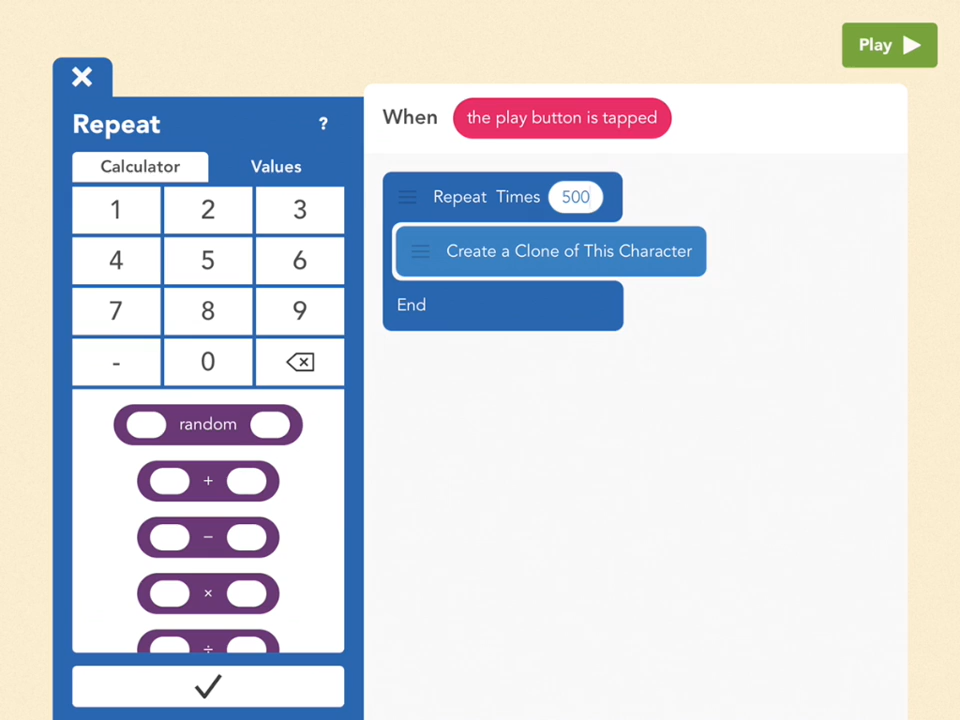 Play
Repeat ?
Calculator Values
1 2 3
4 5 6
7 8 9
- 0
random
+
−
×
÷
When the play button is tapped
Repeat Times 500
Create a Clone of This Character
End